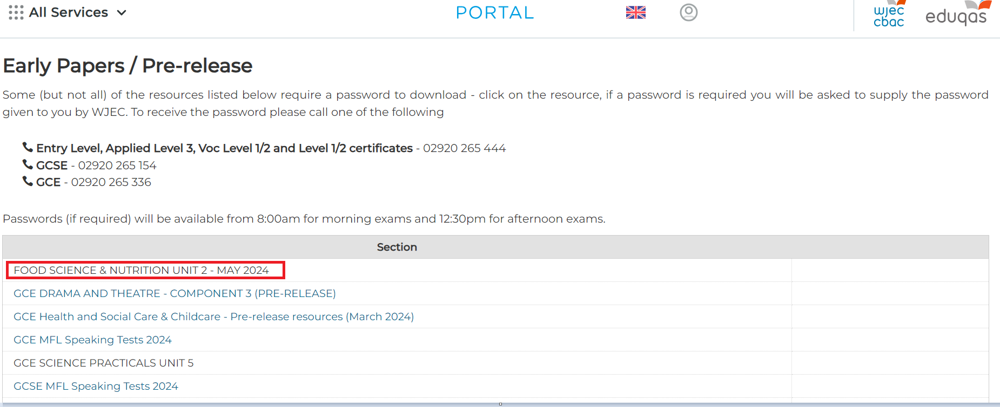 All Services
PORTAL
wjec
cbac
eduqas
Early Papers / Pre-release
Some (but not all) of the resources listed below require a password to download - click on the resource, if a password is required you will be asked to supply the password
given to you by WJEC. To receive the password please call one of the following
Entry Level, Applied Level 3, Voc Level 1/2 and Level 1/2 certificates - 02920 265 444
GCSE - 02920 265 154
GCE - 02920 265 336
Passwords (if required) will be available from 8:00am for morning exams and 12:30pm for afternoon exams.
Section
FOOD SCIENCE & NUTRITION UNIT 2 - MAY 2024
GCE DRAMA AND THEATRE - COMPONENT 3 (PRE-RELEASE)
GCE Health and Social Care & Childcare - Pre-release resources (March 2024)
GCE MFL Speaking Tests 2024
GCE SCIENCE PRACTICALS UNIT 5
GCSE MFL Speaking Tests 2024